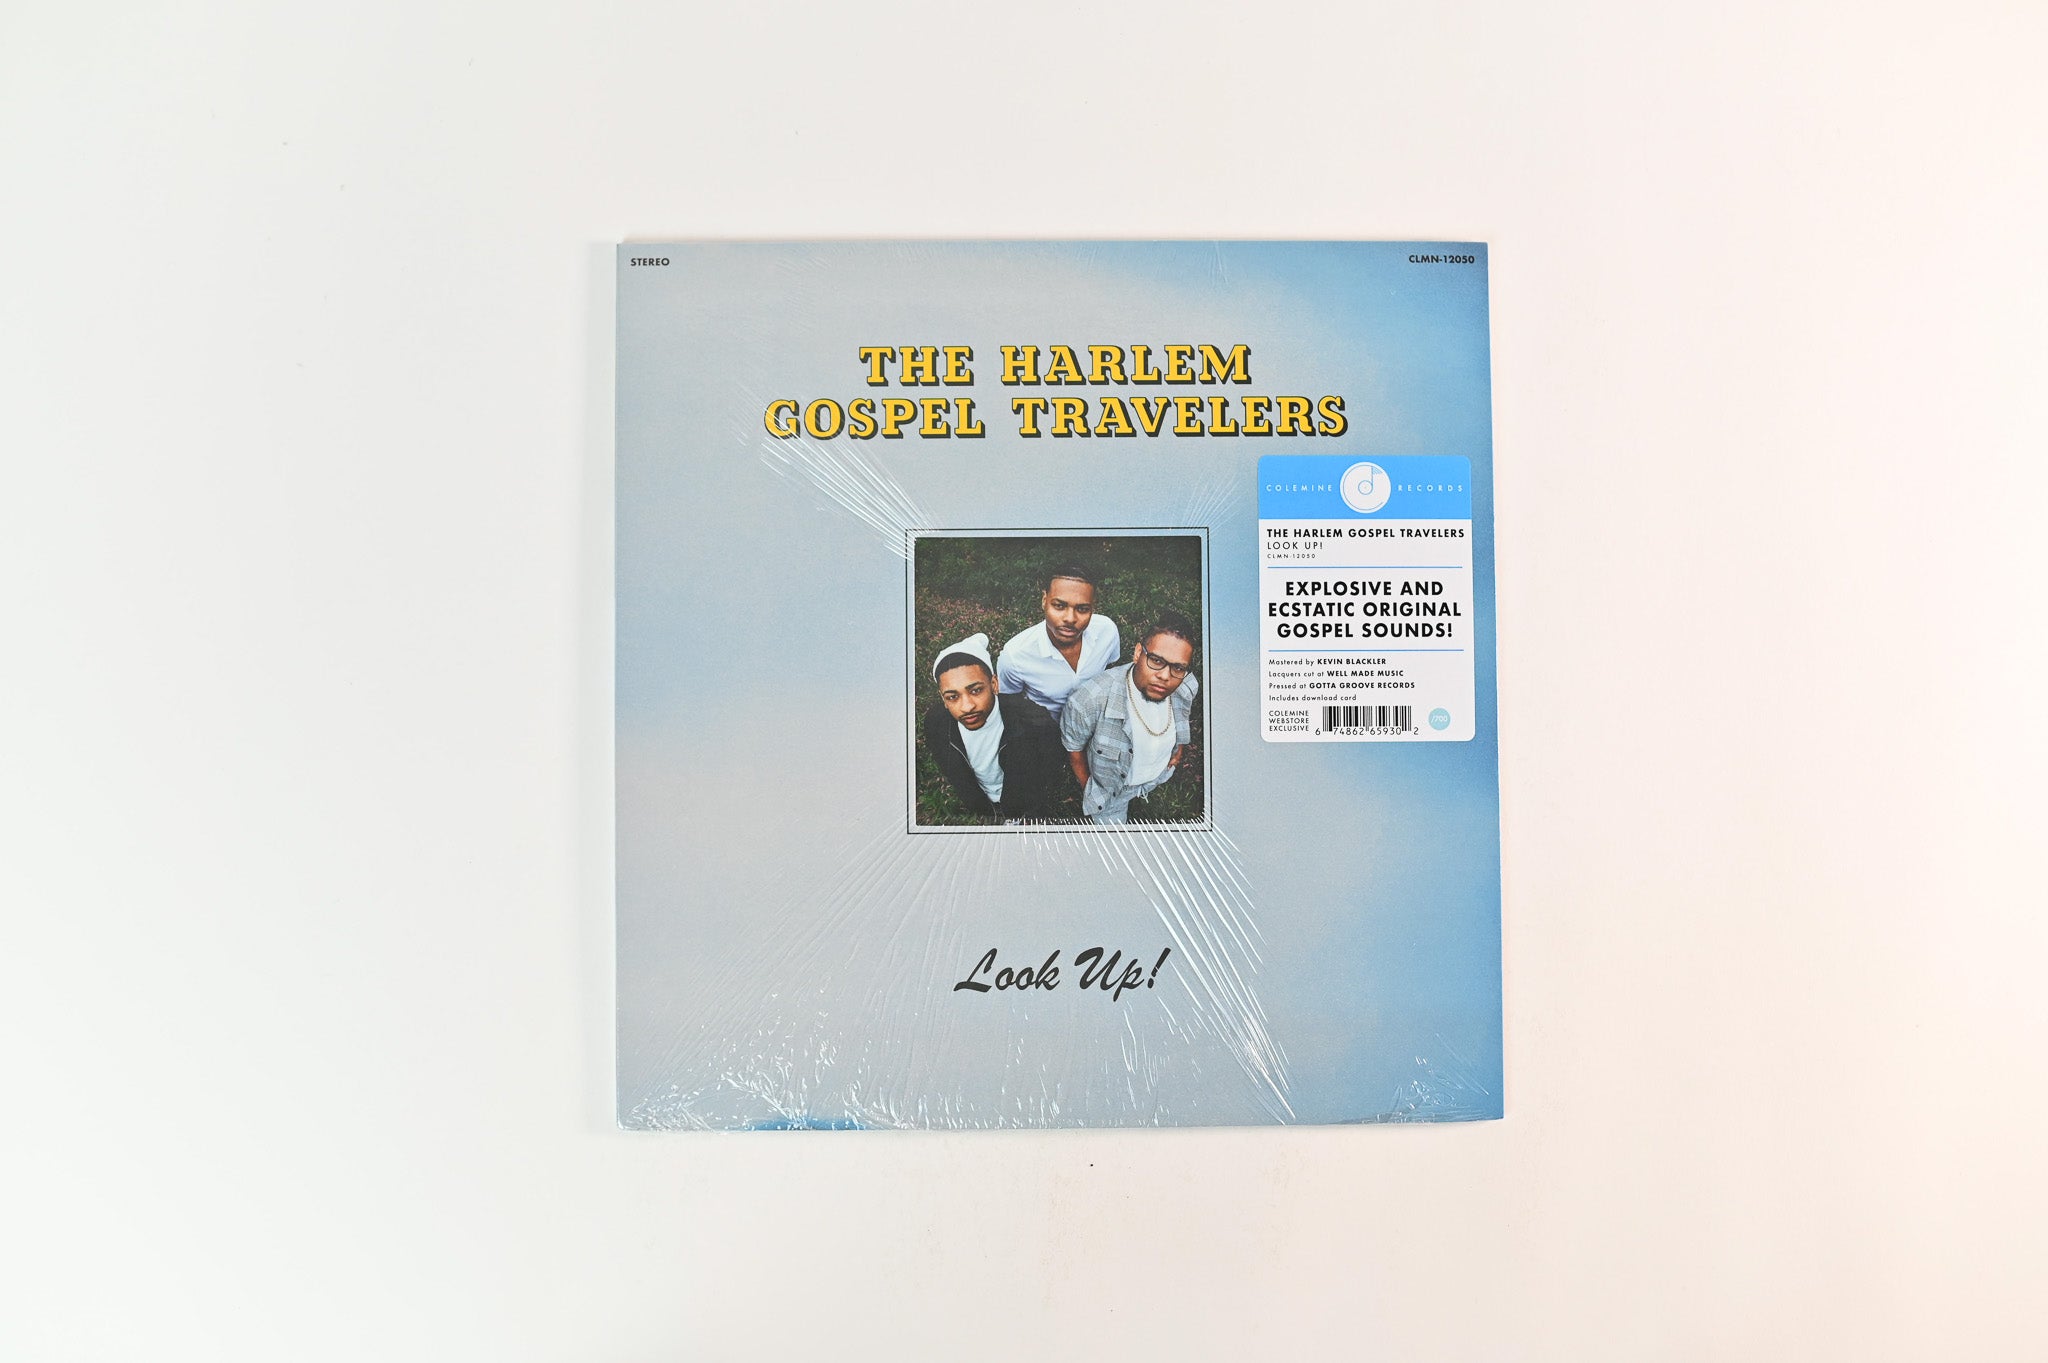 STEREO
CLMN-12050
THE HARLEM
GOSPEL TRAVELERS
COLEMINE RECORDS
THE HARLEM GOSPEL TRAVELERS
LOOK UP!
CLMN-12050
EXPLOSIVE AND
ECSTATIC ORIGINAL
GOSPEL SOUNDS!
Mastered by KEVIN BLACKLER
Lacquers cut at WELL MADE MUSIC
Pressed at GOTTA GROOVE RECORDS
Includes download card
COLEMINE
WEBSTORE
EXCLUSIVE
6 74862 65930 2
/700
Look Up!